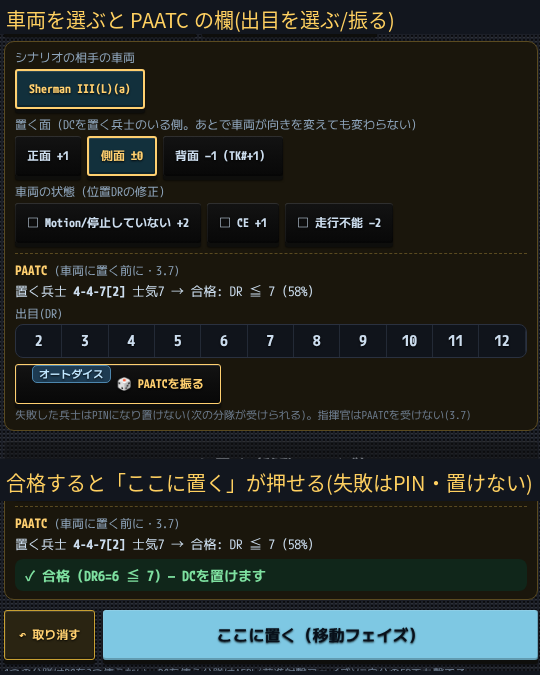 車両を選ぶと PAATC の欄(出目を選ぶ/振る)
シナリオの相手の車両
Sherman III(L)(a)
置く面（DCを置く兵士のいる側。あとで車両が向きを変えても変わらない）
正面 +1 側面 ±0 背面 −1 (TK#+1)
車両の状態（位置DRの修正）
☐ Motion/停止していない +2 ☐ CE +1 ☐ 走行不能 −2
PAATC（車両に置く前に・3.7）
置く兵士 4-4-7[2] 士気7 → 合格: DR ≦ 7 (58%)
出目(DR)
2 3 4 5 6 7 8 9 10 11 12
オートダイス
🎲 PAATCを振る
失敗した兵士はPINになり置けない(次の分隊が受けられる)。指揮官はPAATCを受けない(3.7)
合格すると「ここに置く」が押せる(失敗はPIN・置けない)
PAATC（車両に置く前に・3.7）
置く兵士 4-4-7[2] 士気7 → 合格: DR ≦ 7 (58%)
✓ 合格 (DR6=6 ≦ 7) — DCを置けます
↶ 取り消す ここに置く（移動フェイズ）